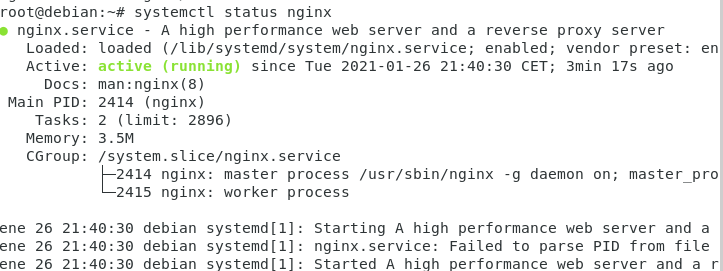 root@debian:~# systemctl status nginx
● nginx.service - A high performance web server and a reverse proxy server
Loaded: loaded (/lib/systemd/system/nginx.service; enabled; vendor preset: en
Active: active (running) since Tue 2021-01-26 21:40:30 CET; 3min 17s ago
Docs: man:nginx(8)
Main PID: 2414 (nginx)
Tasks: 2 (limit: 2896)
Memory: 3.5M
CGroup: /system.slice/nginx.service
├─2414 nginx: master process /usr/sbin/nginx -g daemon on; master_pro
└─2415 nginx: worker process
ene 26 21:40:30 debian systemd[1]: Starting A high performance web server and a
ene 26 21:40:30 debian systemd[1]: nginx.service: Failed to parse PID from file
ene 26 21:40:30 debian systemd[1]: Started A high performance web server and a r